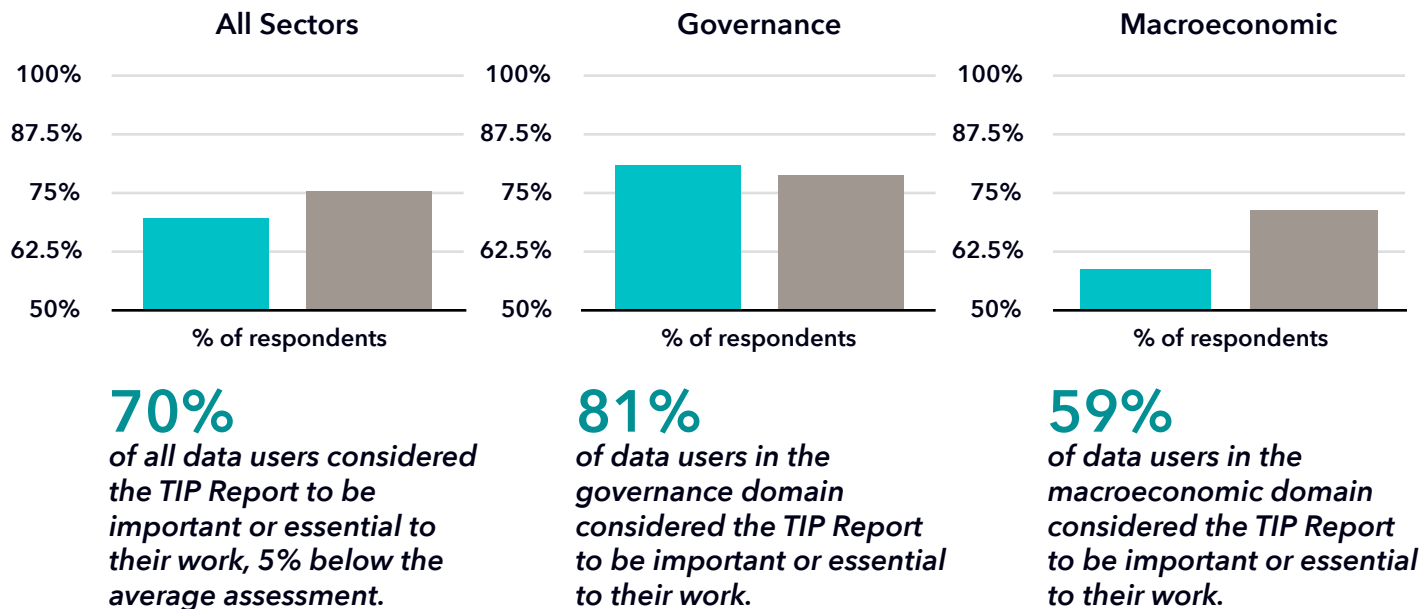 All Sectors
100%
87.5%
75%
62.5%
50%
% of respondents
70%
of all data users considered
the TIP Report to be
important or essential to
their work, 5% below the
average assessment.
Governance
100%
87.5%
75%
62.5%
50%
% of respondents
81%
of data users in the
governance domain
considered the TIP Report
to be important or essential
to their work.
Macroeconomic
100%
87.5%
75%
62.5%
50%
% of respondents
59%
of data users in the
macroeconomic domain
considered the TIP Report
to be important or essential
to their work.